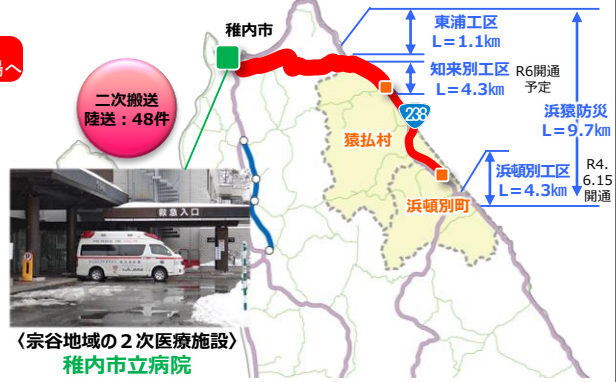 へ
稚内市
二次搬送
陸送：48件
東浦工区
L＝1.1㎞
知来別工区
L＝4.3㎞
R6開通
予定
238
猿払村
浜猿防災
L＝9.7㎞
浜頓別工区
L＝4.3㎞
R4.
6.15
開通
浜頓別町
救急入口
〈宗谷地域の２次医療施設〉
稚内市立病院